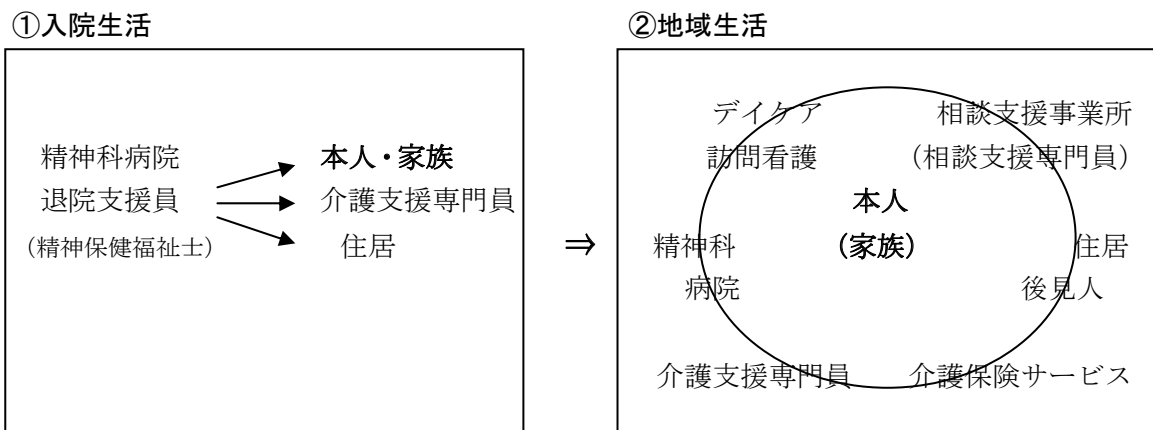 ①入院生活
精神科病院
退院支援員
(精神保健福祉士)
本人・家族
介護支援専門員
住居
⇒
②地域生活
デイケア 相談支援事業所
訪問看護 (相談支援専門員)
本人
精神科 (家族) 住居
病院 後見人
介護支援専門員 介護保険サービス